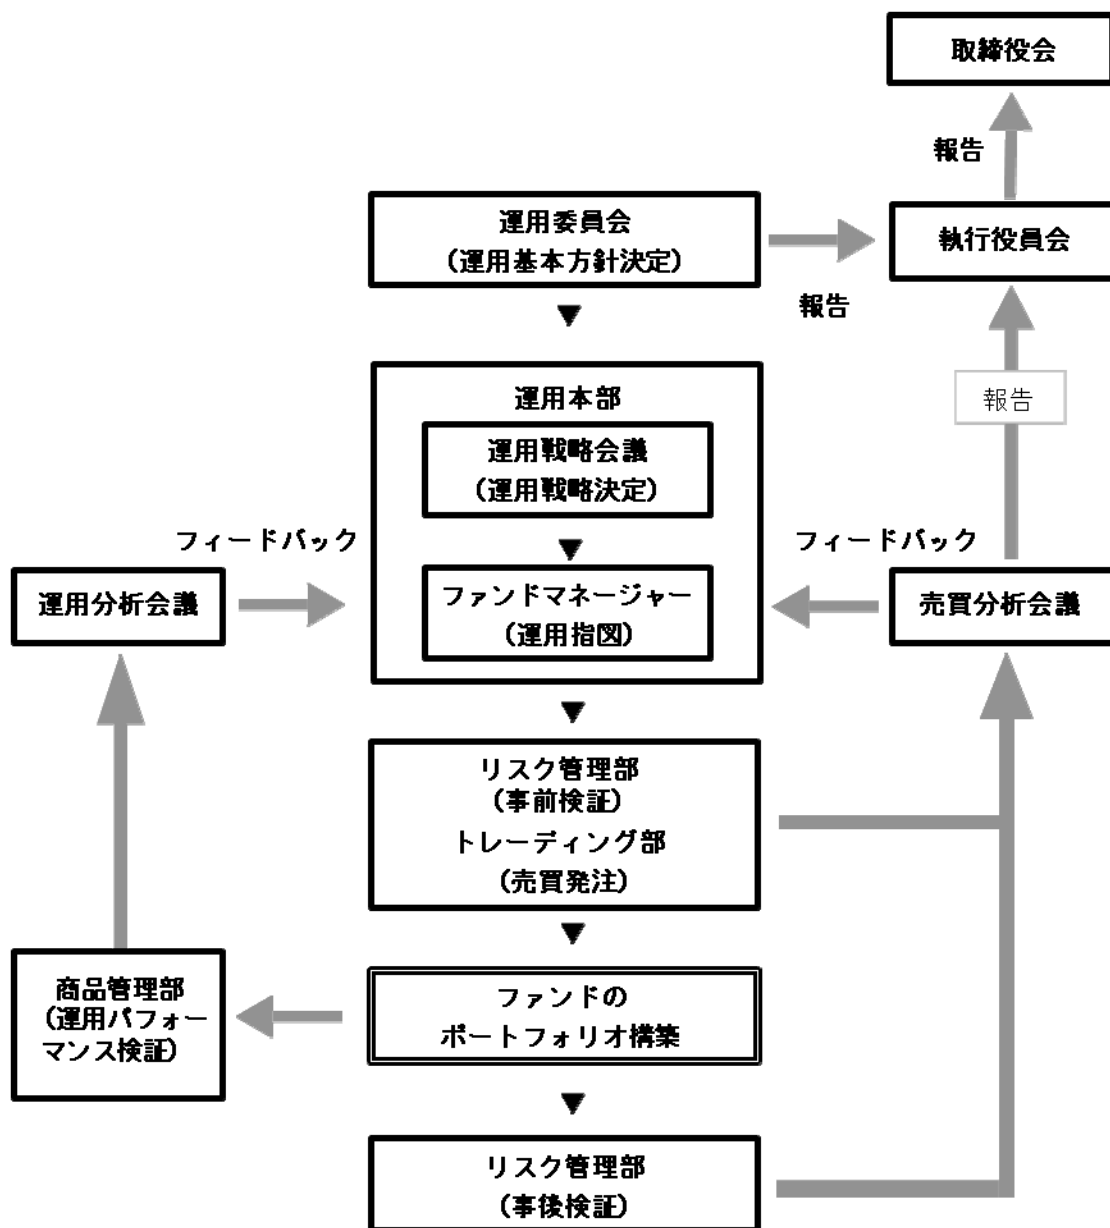 取締役会
報告
運用委員会
(運用基本方針決定)
執行役員会
報告
運用本部
報告
運用戦略会議
(運用戦略決定)
フィードバック
フィードバック
運用分析会議
ファンドマネージャー
(運用指図)
売買分析会議
リスク管理部
(事前検証)
トレーディング部
(売買発注)
商品管理部
(運用パフォー
マンス検証)
ファンドの
ポートフォリオ構築
リスク管理部
(事後検証)